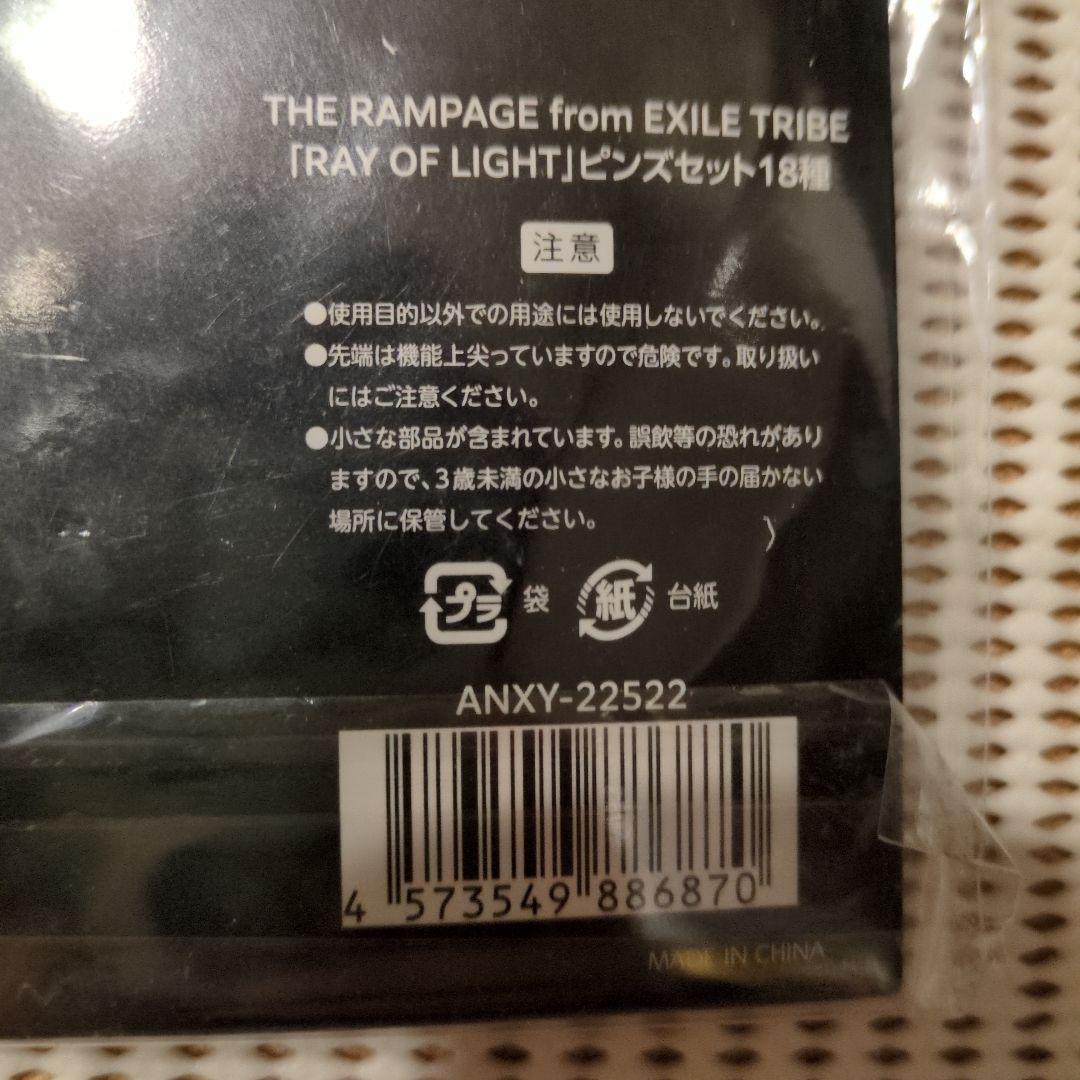 THE RAMPAGE from EXILE TRIBE
「RAY OF LIGHT」ピンズセット18種
注意
●使用目的以外での用途には使用しないでください。
●先端は機能上尖っていますので危険です。取り扱い
にはご注意ください。
●小さな部品が含まれています。誤飲等の恐れがあり
ますので、3歳未満の小さなお子様の手の届かない
場所に保管してください。
プラ 袋 紙 台紙
ANXY-22522
4 573549 886870
MADE IN CHINA